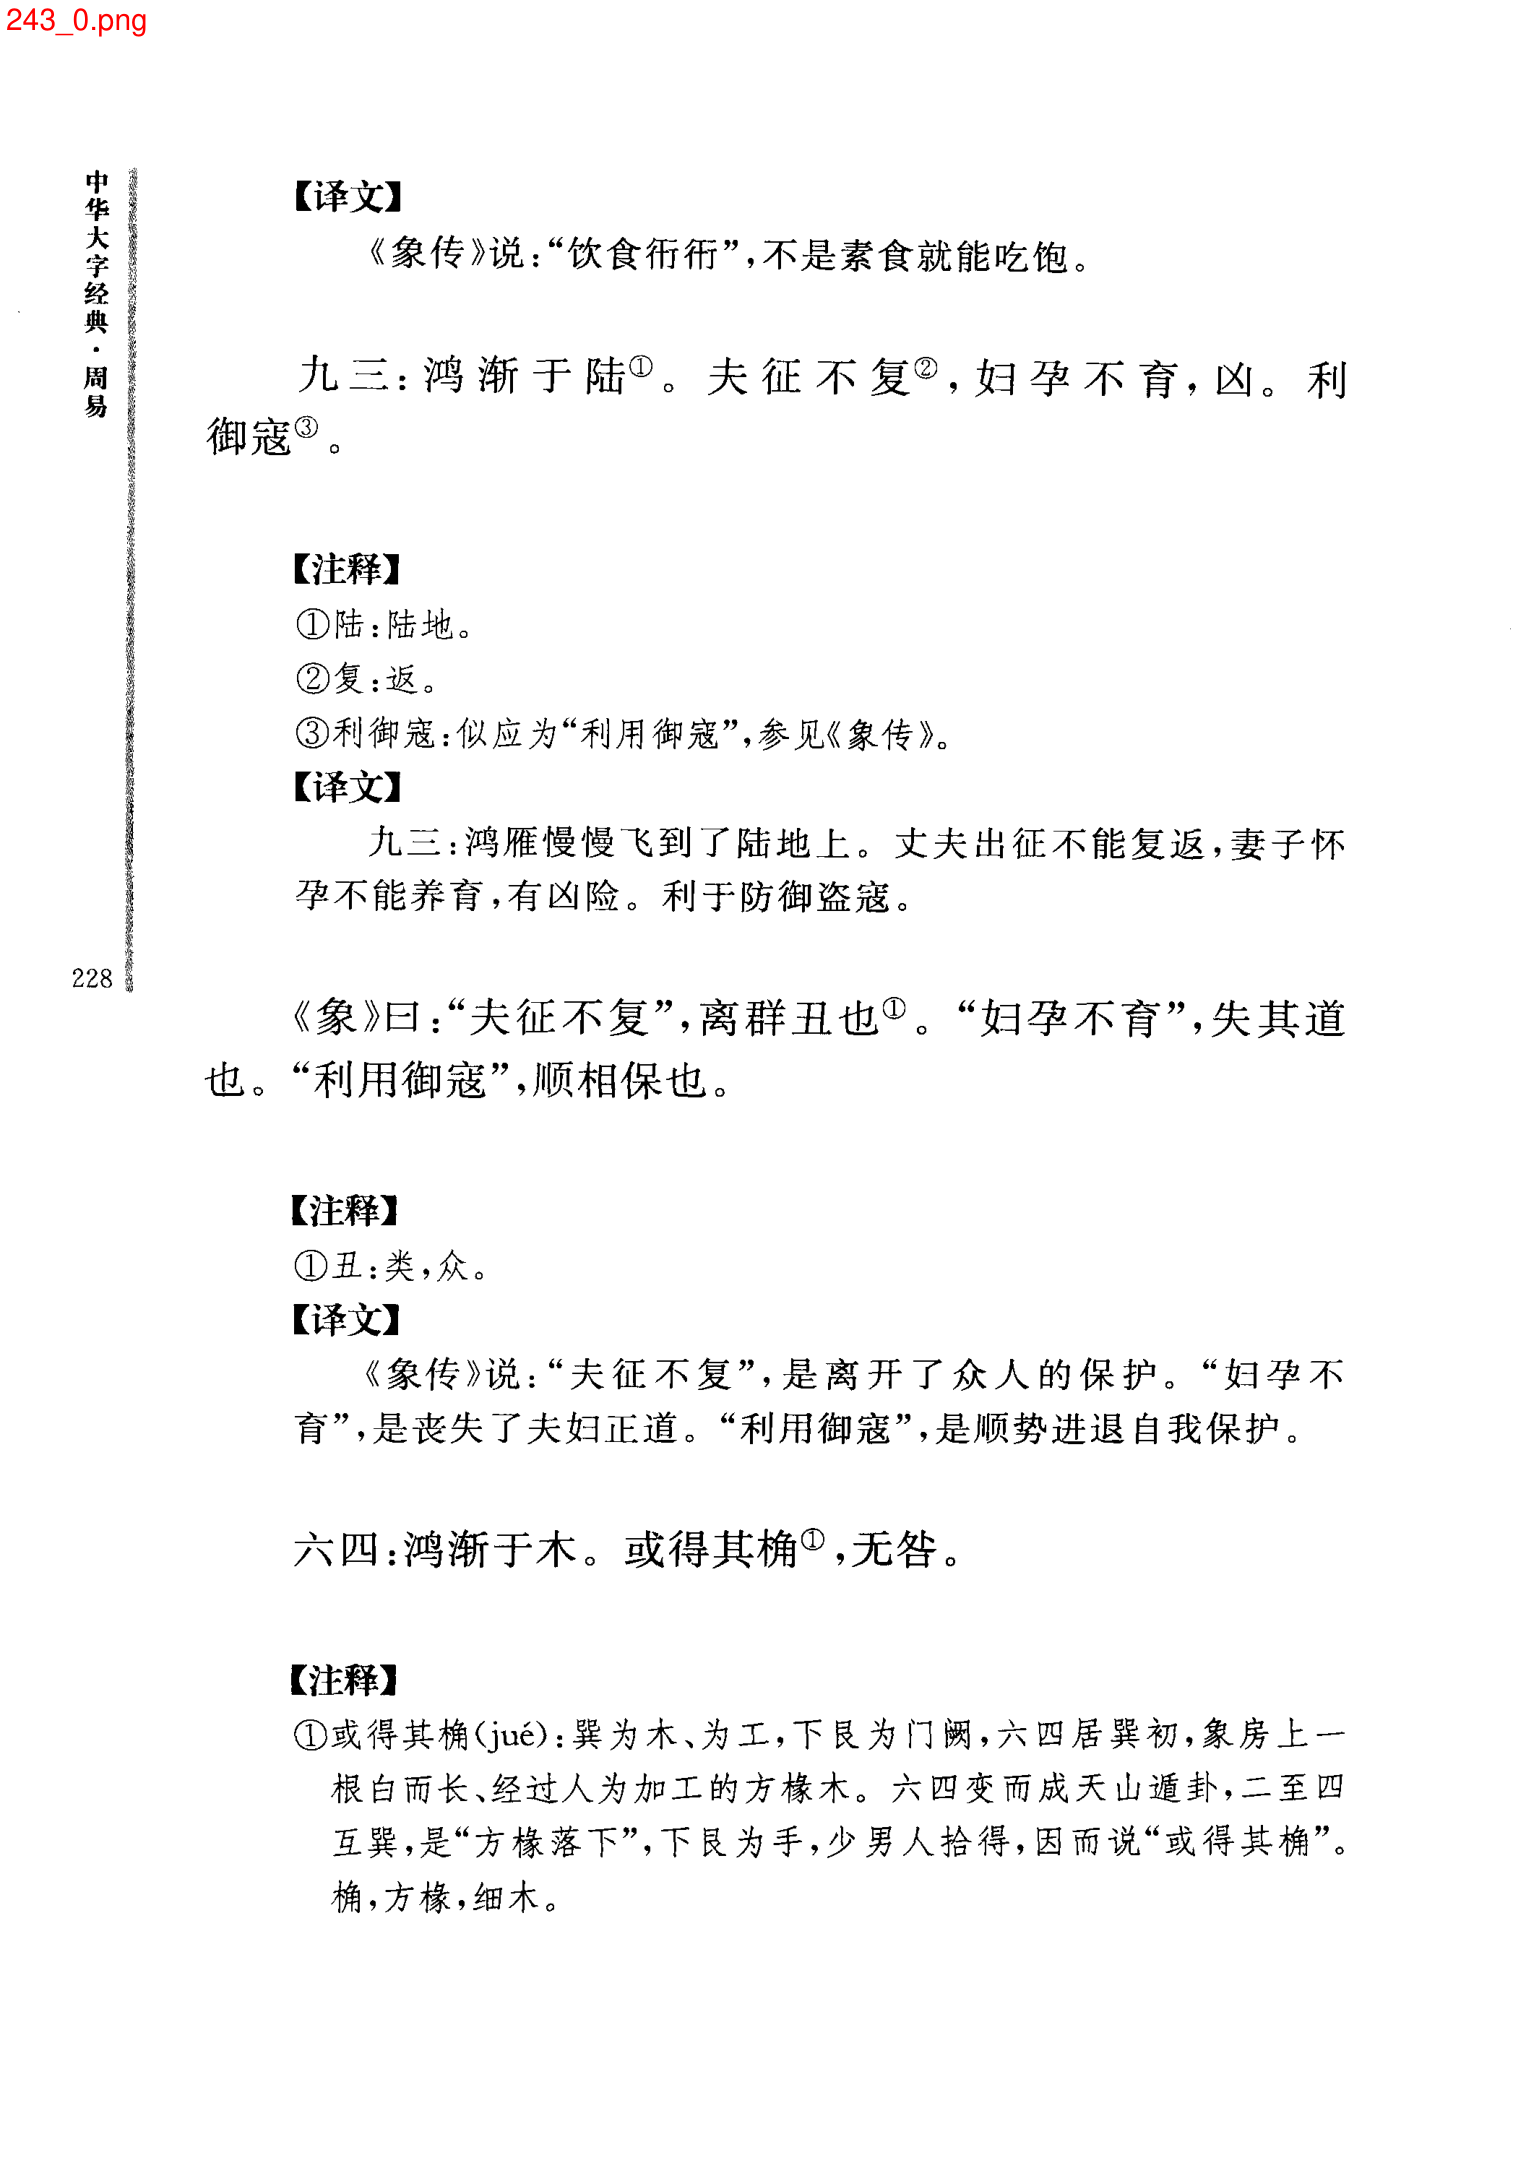 243_0.png
中华大字经典·周易
【译文】
《象传》说:“饮食衎衎”,不是素食就能吃饱。
九三:鸿渐于陆①。夫征不复②,妇孕不育,凶。利
御寇③。
【注释】
①陆:陆地。
②复:返。
③利御寇:似应为“利用御寇”,参见《象传》。
【译文】
九三:鸿雁慢慢飞到了陆地上。丈夫出征不能复返,妻子怀
孕不能养育,有凶险。利于防御盗寇。
228
《象》曰:“夫征不复”,离群丑也①。“妇孕不育”,失其道
也。“利用御寇”,顺相保也。
【注释】
①丑:类,众。
【译文】
《象传》说:“夫征不复”,是离开了众人的保护。“妇孕不
育”,是丧失了夫妇正道。“利用御寇”,是顺势进退自我保护。
六四:鸿渐于木。或得其桷①,无咎。
【注释】
①或得其桷(jué):巽为木、为工,下艮为门阙,六四居巽初,象房上一
根白而长、经过人为加工的方椽木。六四变而成天山遁卦,二至四
互巽,是“方椽落下”,下艮为手,少男人拾得,因而说“或得其桷”。
桷,方椽,细木。